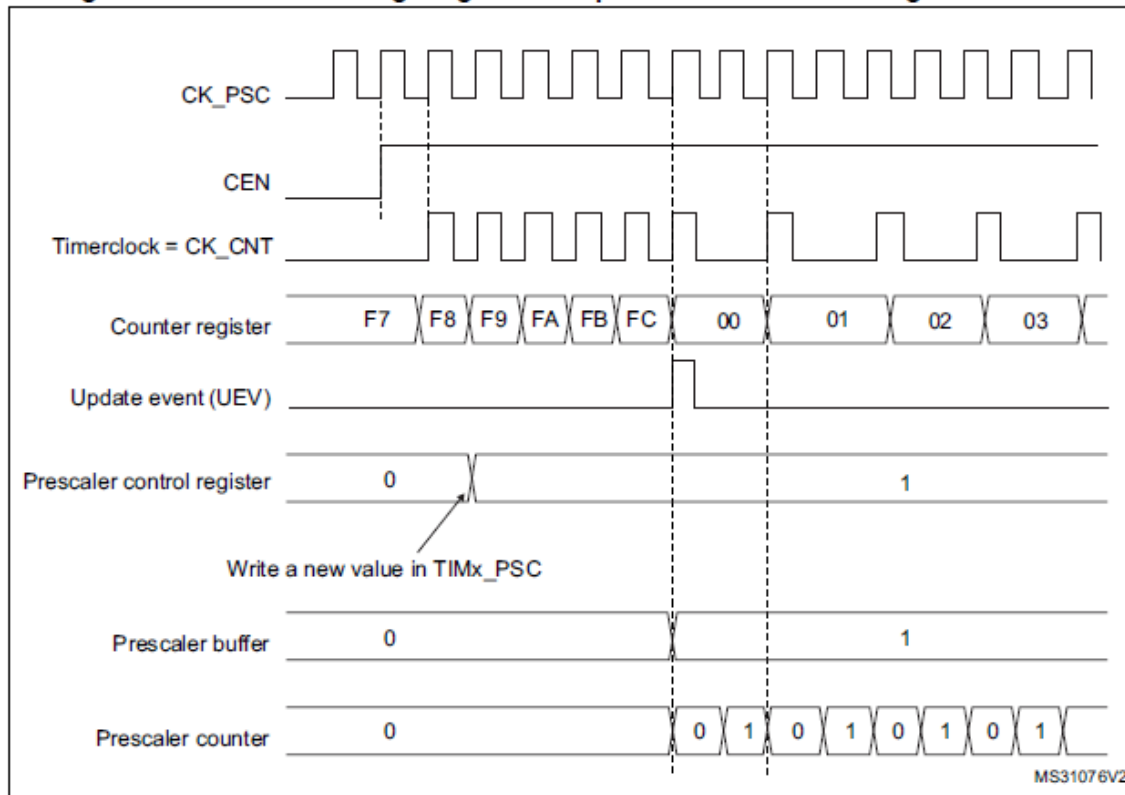 CK_PSC
CEN
Timerclock = CK_CNT
Counter register F7 F8 F9 FA FB FC 00 01 02 03
Update event (UEV)
Prescaler control register 0 1
Write a new value in TIMx_PSC
Prescaler buffer 0 1
Prescaler counter 0 0 1 0 1 0 1 0 1
MS31076V2